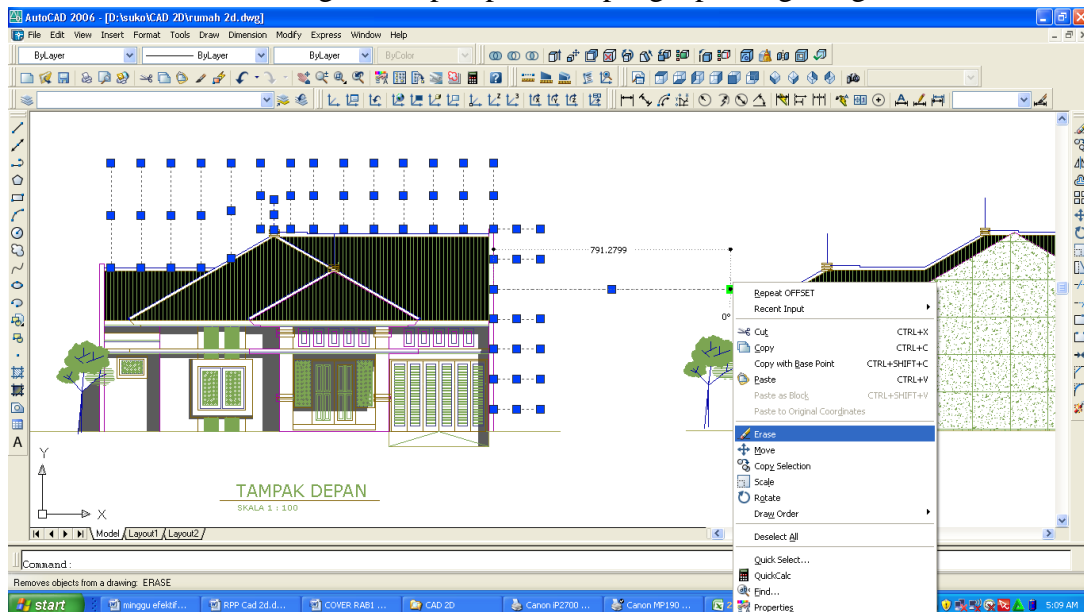 AutoCAD 2006 - [D:\suko\CAD 2D\rumah 2d.dwg]
File Edit View Insert Format Tools Draw Dimension Modify Express Window Help
ByLayer ByLayer ByLayer ByColor
791.2799
0°
Repeat OFFSET
Recent Input
Cut CTRL+X
Copy CTRL+C
Copy with Base Point CTRL+SHIFT+C
Paste CTRL+V
Paste as Block CTRL+SHIFT+V
Paste to Original Coordinates
Erase
Move
Copy Selection
Scale
Rotate
Draw Order
Deselect All
Quick Select...
QuickCalc
Find...
Properties
Y
X
TAMPAK DEPAN
SKALA 1 : 100
Model Layout1 Layout2
Command:
Removes objects from a drawing: ERASE
start minggu efektif... RPP Cad 2d.d... COVER RAB1 ... CAD 2D Canon iP2700 ... Canon MP190 ... 2 5:09 AM